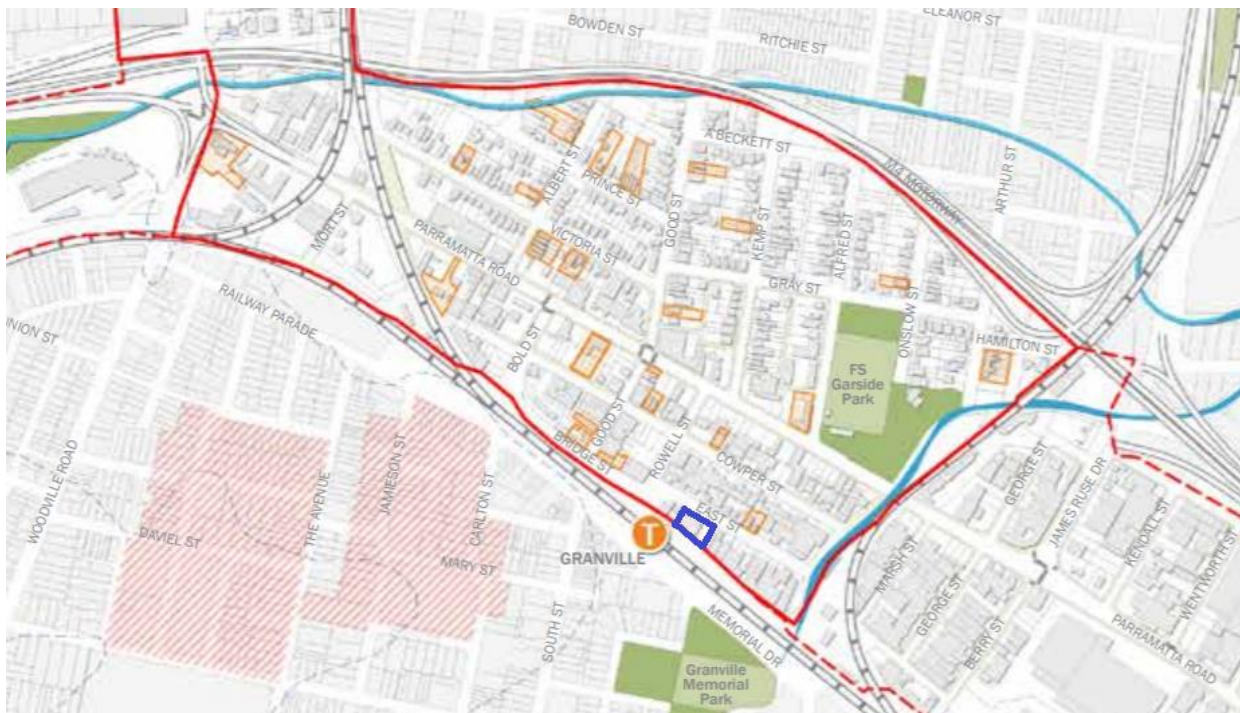 ELEANOR ST
BOWDEN ST
RITCHIE ST
A BECKETT ST
M4 MOTORWAY
ARTHUR ST
ALBERT ST
PRINCE ST
GOOD ST
KEMP ST
ALFRED ST
MORT ST
VICTORIA ST
PARRAMATTA ROAD
GRAY ST
ONSLOW ST
HAMILTON ST
RAILWAY PARADE
NION ST
BOLD ST
FS
Garside
Park
GOOD ST
BRIDGE ST
ROWELL ST
COWPER ST
WOODVILLE ROAD
THE AVENUE
JAMIESON ST
CARLTON ST
GEORGE ST
JAMES RUSE DR
KENDALL ST
WENTWORTH ST
EAST ST
DAVIEL ST
T
GRANVILLE
MARY ST
MARSH ST
GEORGE ST
BERRY ST
PARRAMATTA ROAD
SOUTH ST
MEMORIAL DR
Granville
Memorial
Park